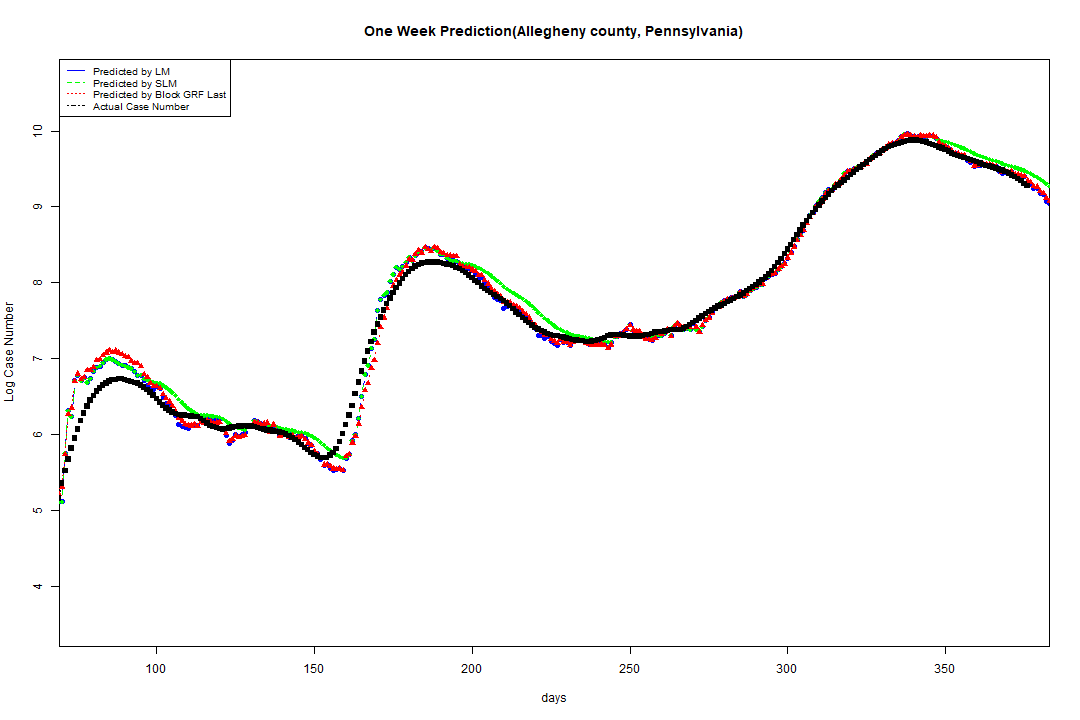 One Week Prediction(Allegheny county, Pennsylvania)
Predicted by LM
Predicted by SLM
Predicted by Block GRF Last
Actual Case Number
Log Case Number
10
9
8
7
6
5
4
100 150 200 250 300 350
days